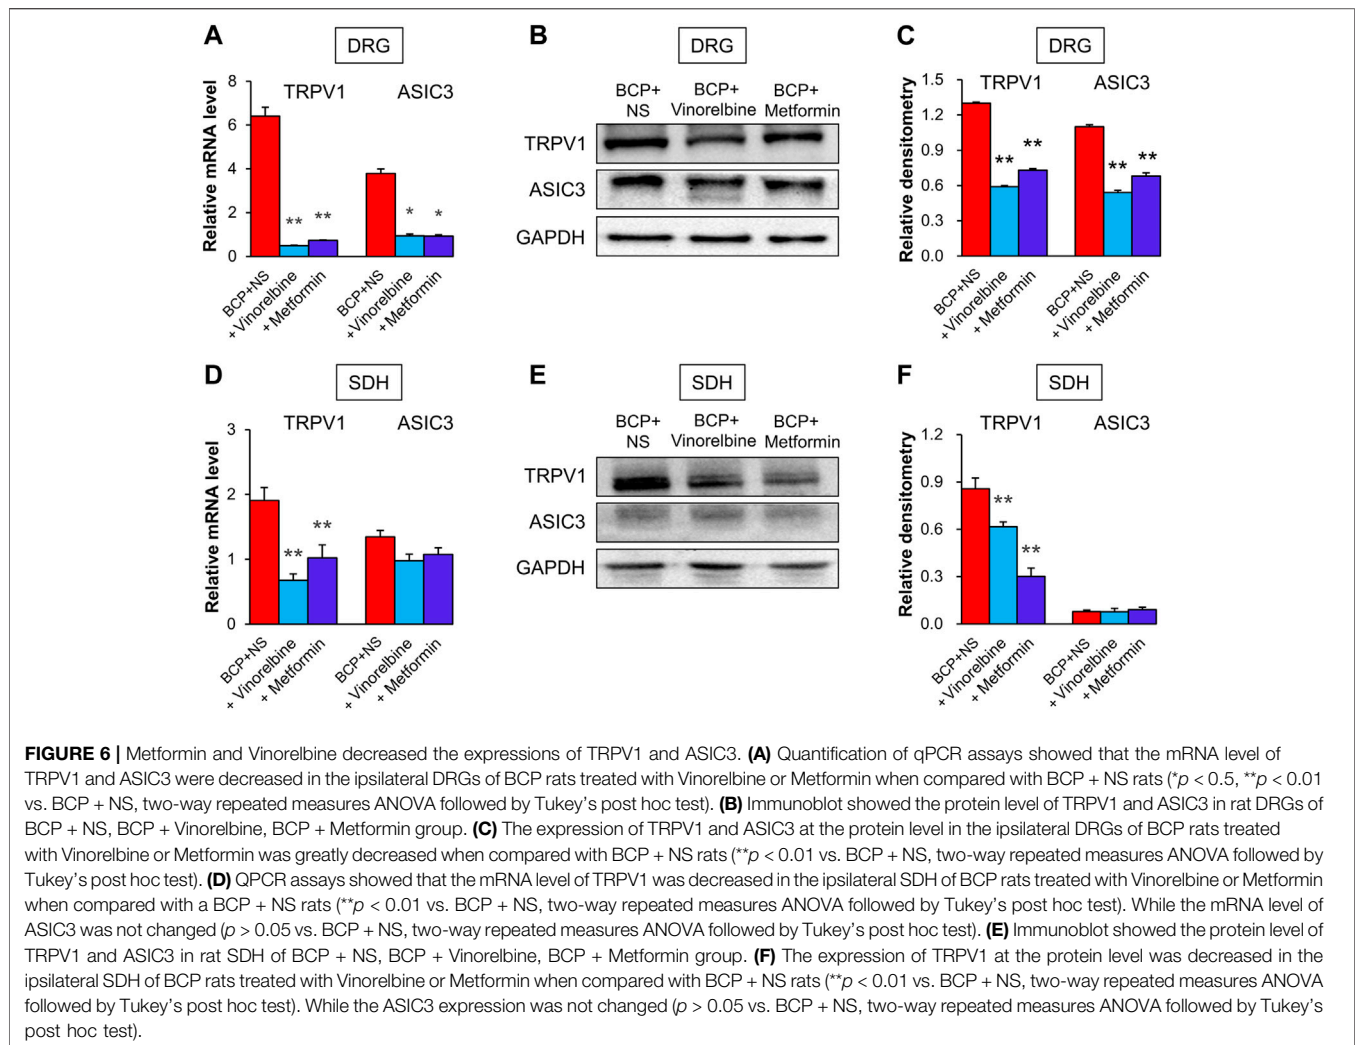 A
DRG
TRPV1 ASIC3
Relative mRNA level
8
6
4
2
0
** ** * *
BCP+NS
+ Vinorelbine
+ Metformin
BCP+NS
+ Vinorelbine
+ Metformin
B
DRG
BCP+ BCP+ BCP+
NS Vinorelbine Metformin
TRPV1
ASIC3
GAPDH
C
DRG
TRPV1 ASIC3
Relative densitometry
1.5
1.2
0.9
0.6
0.3
0.0
** ** ** **
BCP+NS
+ Vinorelbine
+ Metformin
BCP+NS
+ Vinorelbine
+ Metformin
D
SDH
TRPV1 ASIC3
Relative mRNA level
3
2
1
0
** **
BCP+NS
+ Vinorelbine
+ Metformin
BCP+NS
+ Vinorelbine
+ Metformin
E
SDH
BCP+ BCP+ BCP+
NS Vinorelbine Metformin
TRPV1
ASIC3
GAPDH
F
SDH
TRPV1 ASIC3
Relative densitometry
1.2
0.9
0.6
0.3
0.0
** **
BCP+NS
+ Vinorelbine
+ Metformin
BCP+NS
+ Vinorelbine
+ Metformin
FIGURE 6 | Metformin and Vinorelbine decreased the expressions of TRPV1 and ASIC3. (A) Quantification of qPCR assays showed that the mRNA level of
TRPV1 and ASIC3 were decreased in the ipsilateral DRGs of BCP rats treated with Vinorelbine or Metformin when compared with BCP + NS rats (*p < 0.5, **p < 0.01
vs. BCP + NS, two-way repeated measures ANOVA followed by Tukey's post hoc test). (B) Immunoblot showed the protein level of TRPV1 and ASIC3 in rat DRGs of
BCP + NS, BCP + Vinorelbine, BCP + Metformin group. (C) The expression of TRPV1 and ASIC3 at the protein level in the ipsilateral DRGs of BCP rats treated
with Vinorelbine or Metformin was greatly decreased when compared with BCP + NS rats (**p < 0.01 vs. BCP + NS, two-way repeated measures ANOVA followed by
Tukey's post hoc test). (D) QPCR assays showed that the mRNA level of TRPV1 was decreased in the ipsilateral SDH of BCP rats treated with Vinorelbine or Metformin
when compared with a BCP + NS rats (**p < 0.01 vs. BCP + NS, two-way repeated measures ANOVA followed by Tukey's post hoc test). While the mRNA level of
ASIC3 was not changed (p > 0.05 vs. BCP + NS, two-way repeated measures ANOVA followed by Tukey's post hoc test). (E) Immunoblot showed the protein level of
TRPV1 and ASIC3 in rat SDH of BCP + NS, BCP + Vinorelbine, BCP + Metformin group. (F) The expression of TRPV1 at the protein level was decreased in the
ipsilateral SDH of BCP rats treated with Vinorelbine or Metformin when compared with BCP + NS rats (**p < 0.01 vs. BCP + NS, two-way repeated measures ANOVA
followed by Tukey's post hoc test). While the ASIC3 expression was not changed (p > 0.05 vs. BCP + NS, two-way repeated measures ANOVA followed by Tukey's
post hoc test).